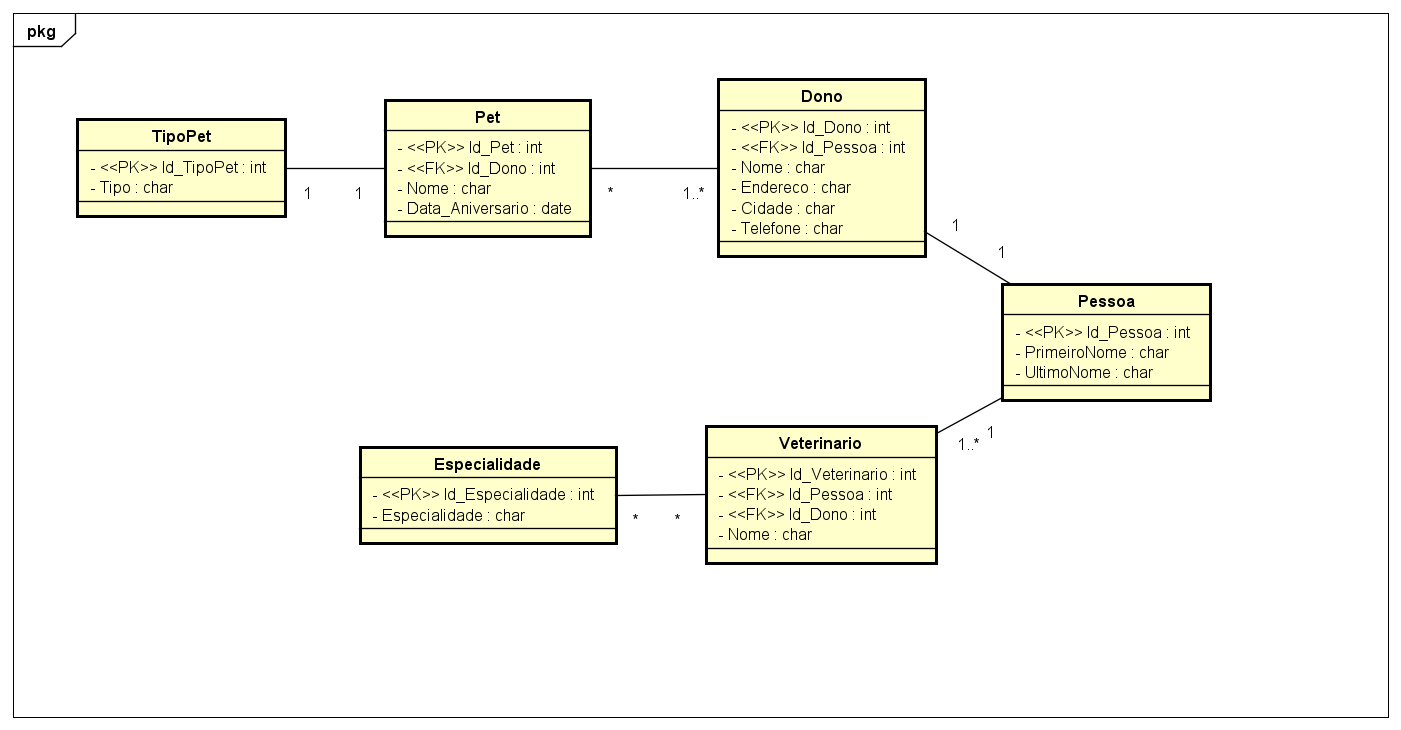 pkg
TipoPet
- <<PK>> Id_TipoPet : int
- Tipo : char
1
1
Pet
- <<PK>> Id_Pet : int
- <<FK>> Id_Dono : int
- Nome : char
- Data_Aniversario : date
*
1..*
Dono
- <<PK>> Id_Dono : int
- <<FK>> Id_Pessoa : int
- Nome : char
- Endereco : char
- Cidade : char
- Telefone : char
1
1
Pessoa
- <<PK>> Id_Pessoa : int
- PrimeiroNome : char
- UltimoNome : char
1
1..*
Especialidade
- <<PK>> Id_Especialidade : int
- Especialidade : char
*
*
Veterinario
- <<PK>> Id_Veterinario : int
- <<FK>> Id_Pessoa : int
- <<FK>> Id_Dono : int
- Nome : char